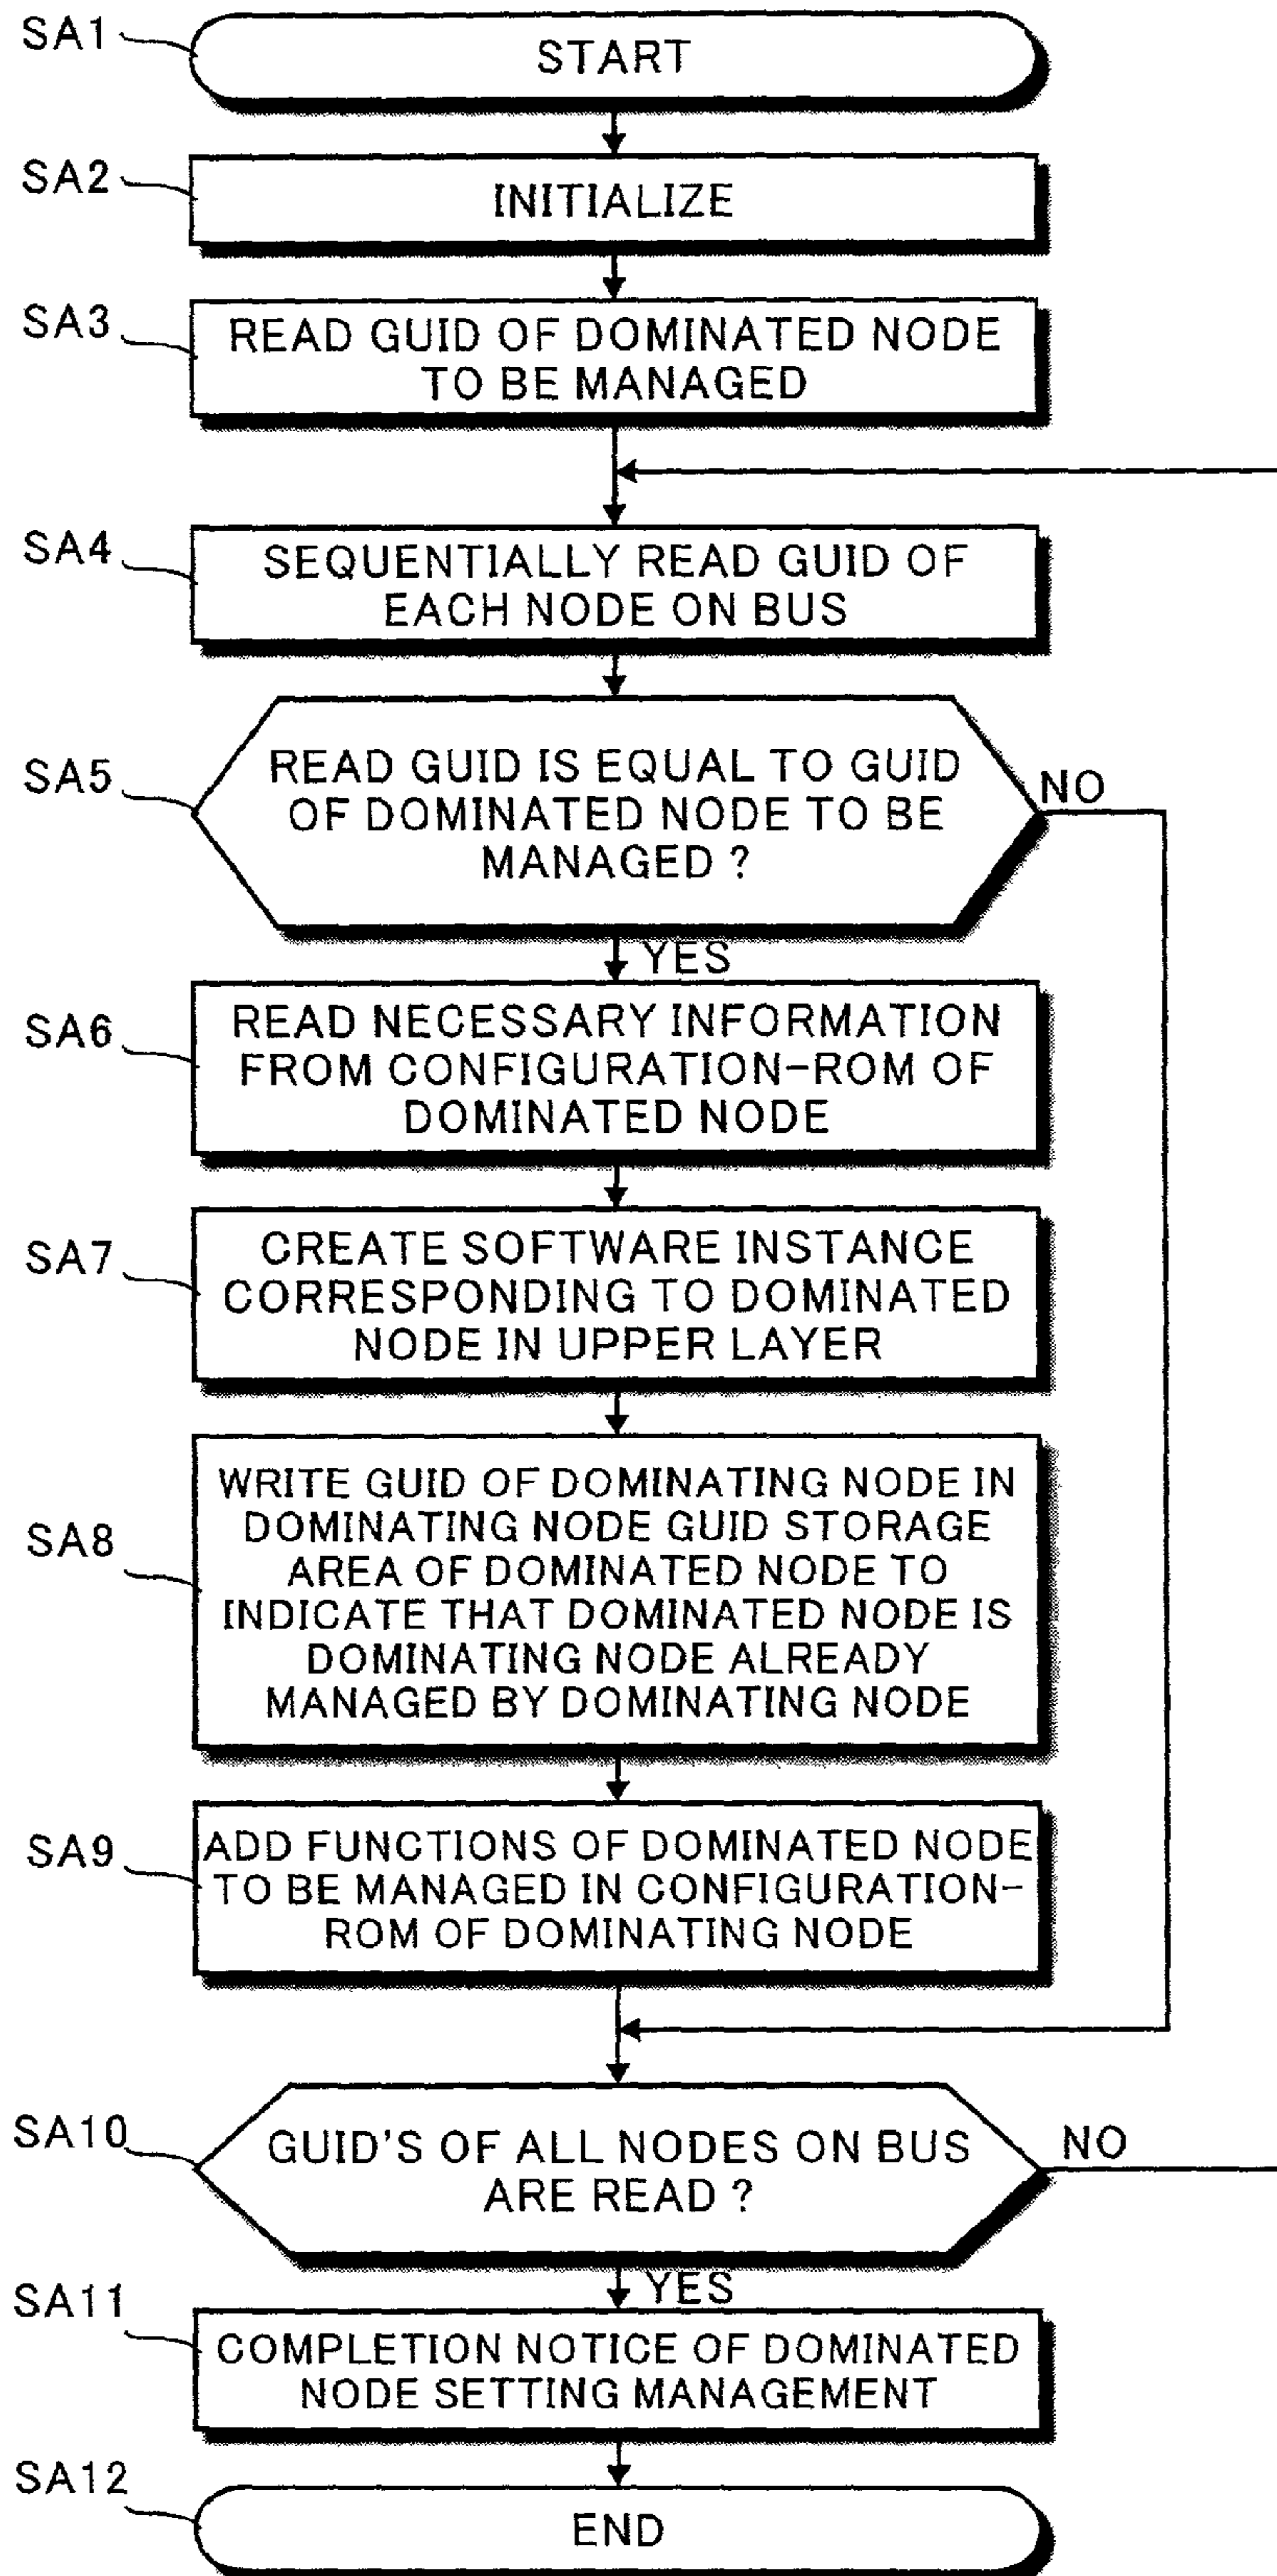 SA1
START
SA2
INITIALIZE
SA3
READ GUID OF DOMINATED NODE
TO BE MANAGED
SA4
SEQUENTIALLY READ GUID OF
EACH NODE ON BUS
SA5
READ GUID IS EQUAL TO GUID
OF DOMINATED NODE TO BE
MANAGED ?
NO
YES
SA6
READ NECESSARY INFORMATION
FROM CONFIGURATION-ROM OF
DOMINATED NODE
SA7
CREATE SOFTWARE INSTANCE
CORRESPONDING TO DOMINATED
NODE IN UPPER LAYER
SA8
WRITE GUID OF DOMINATING NODE IN
DOMINATING NODE GUID STORAGE
AREA OF DOMINATED NODE TO
INDICATE THAT DOMINATED NODE IS
DOMINATING NODE ALREADY
MANAGED BY DOMINATING NODE
SA9
ADD FUNCTIONS OF DOMINATED NODE
TO BE MANAGED IN CONFIGURATION-
ROM OF DOMINATING NODE
SA10
GUID'S OF ALL NODES ON BUS
ARE READ ?
NO
YES
SA11
COMPLETION NOTICE OF DOMINATED
NODE SETTING MANAGEMENT
SA12
END